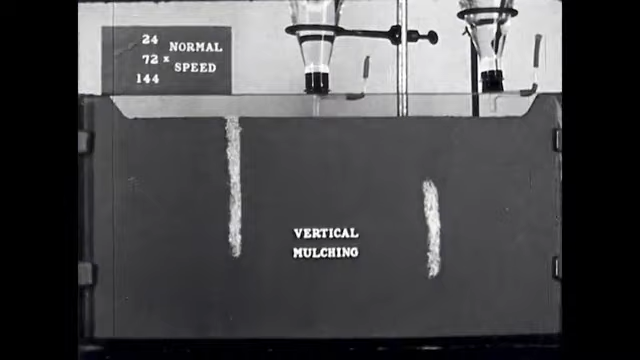 24 NORMAL
72 x SPEED
144
VERTICAL
MULCHING